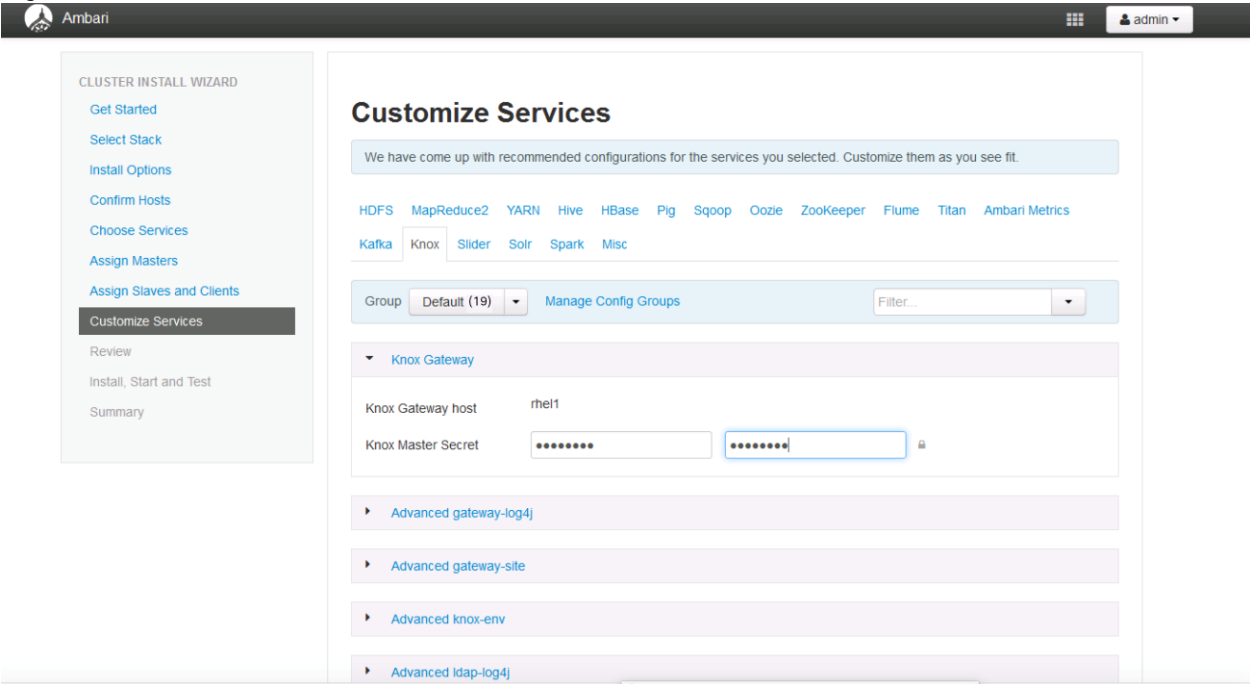 Ambari
admin
CLUSTER INSTALL WIZARD
Get Started
Select Stack
Install Options
Confirm Hosts
Choose Services
Assign Masters
Assign Slaves and Clients
Customize Services
Review
Install, Start and Test
Summary
Customize Services
We have come up with recommended configurations for the services you selected. Customize them as you see fit.
HDFS MapReduce2 YARN Hive HBase Pig Sqoop Oozie ZooKeeper Flume Titan Ambari Metrics
Kafka Knox Slider Solr Spark Misc
Group Default (19) Manage Config Groups Filter...
Knox Gateway
Knox Gateway host rhel1
Knox Master Secret •••••••• ••••••••
Advanced gateway-log4j
Advanced gateway-site
Advanced knox-env
Advanced ldap-log4j